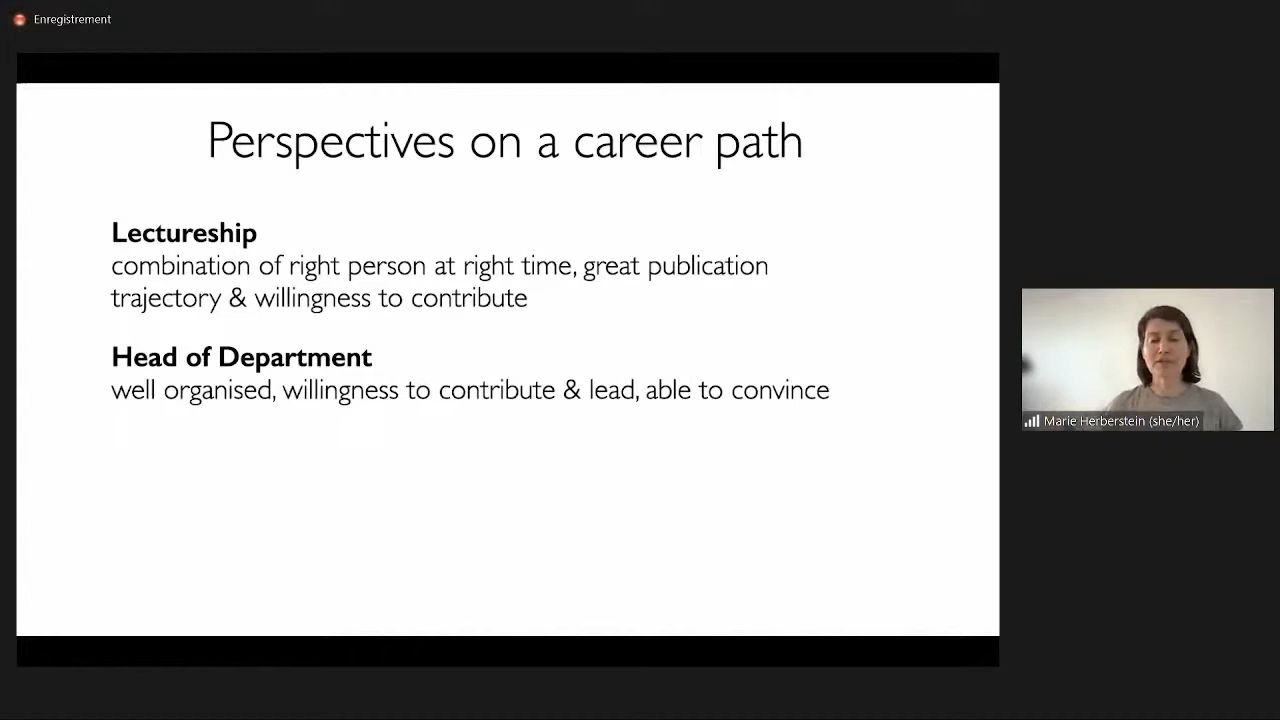 Enregistrement
Perspectives on a career path
Lectureship
combination of right person at right time, great publication
trajectory & willingness to contribute
Head of Department
well organised, willingness to contribute & lead, able to convince
Marie Herberstein (she/her)